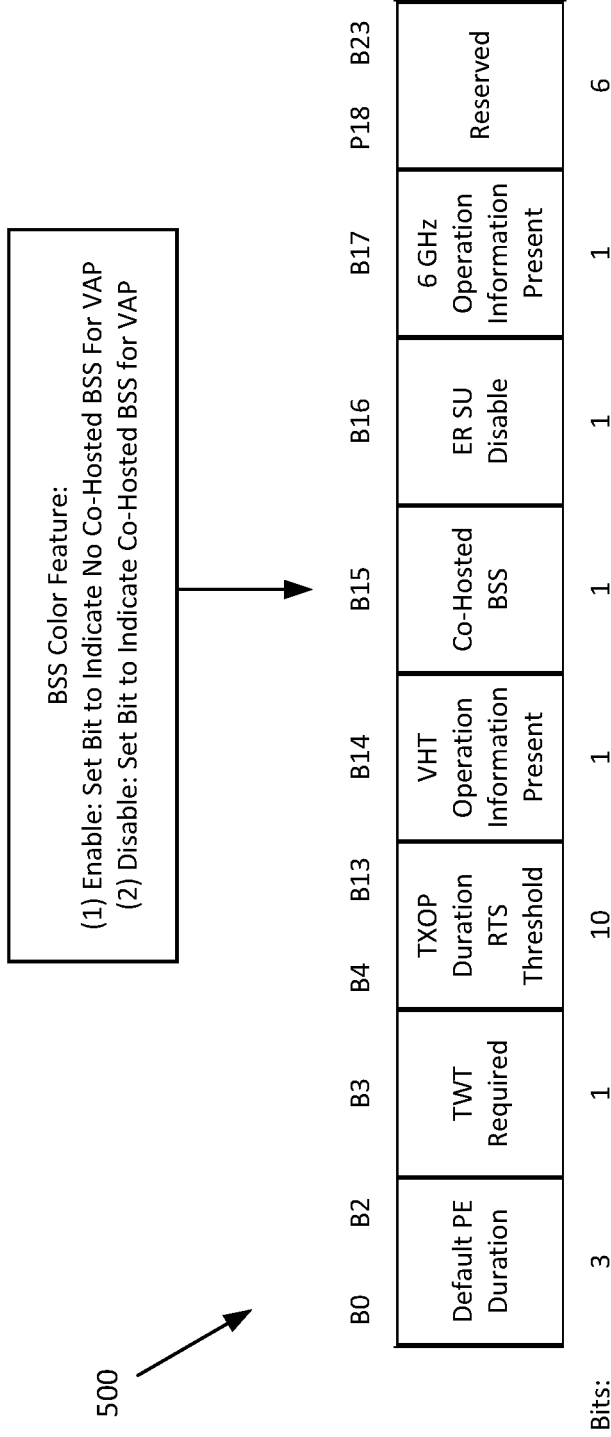 500
BSS Color Feature:
(1) Enable: Set Bit to Indicate No Co-Hosted BSS For VAP
(2) Disable: Set Bit to Indicate Co-Hosted BSS for VAP
B0 B2 B3 B4 B13 B14 B15 B16 B17 P18 B23
Default PE
Duration
TWT
Required
TXOP
Duration
RTS
Threshold
VHT
Operation
Information
Present
Co-Hosted
BSS
ER SU
Disable
6 GHz
Operation
Information
Present
Reserved
Bits: 3 1 10 1 1 1 1 6